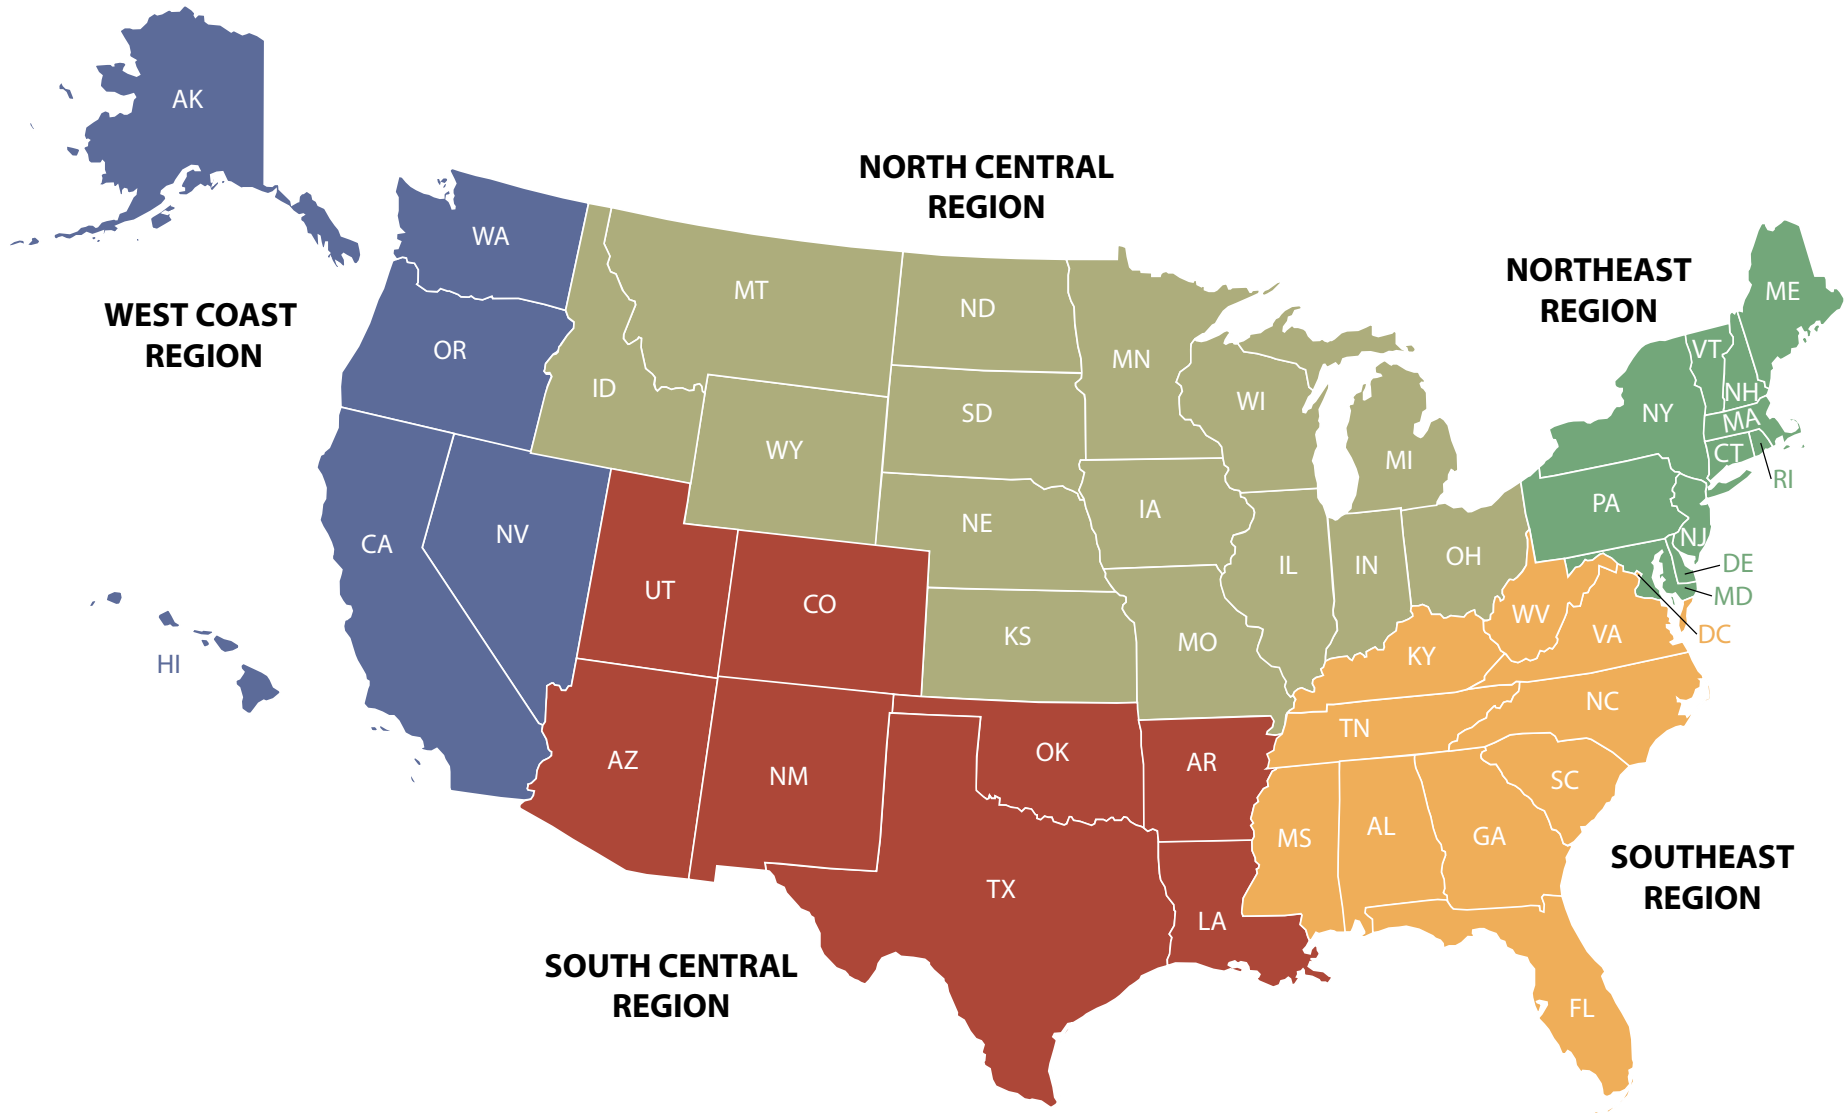 AK
NORTH CENTRAL
REGION
WA
NORTHEAST
REGION
ME
MT
ND
WEST COAST
REGION
OR
VT
MN
ID
NH
WI
SD
NY
MA
WY
CT
MI
RI
PA
IA
NE
NV
CA
NJ
OH
IL
IN
DE
UT
MD
CO
WV
VA
DC
KS
MO
KY
HI
NC
TN
OK
AZ
AR
NM
SC
AL
GA
MS
SOUTHEAST
REGION
TX
LA
SOUTH CENTRAL
REGION
FL